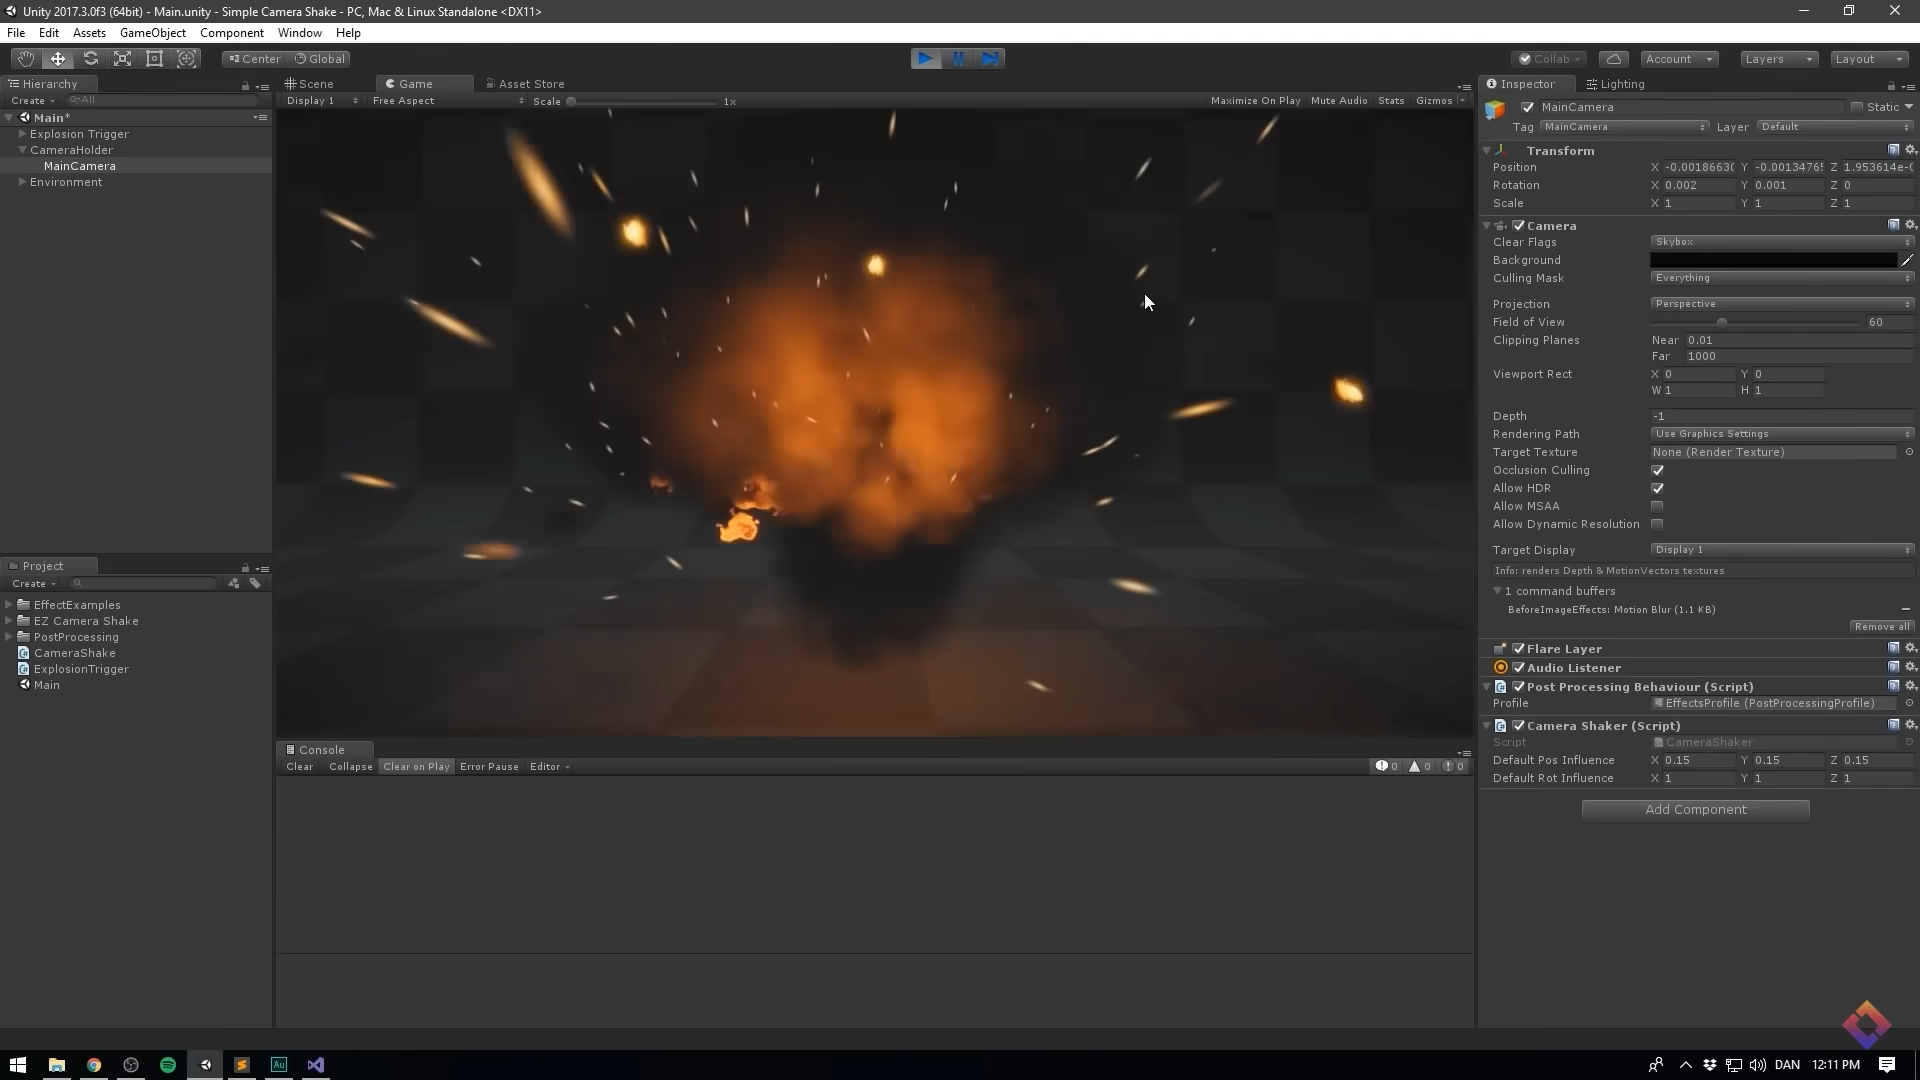 Unity 2017.3.0f3 (64bit) - Main.unity - Simple Camera Shake - PC, Mac & Linux Standalone <DX11>
File Edit Assets GameObject Component Window Help
Center Global
Collab Account Layers Layout
Hierarchy
Create All
Main*
Explosion Trigger
CameraHolder
MainCamera
Environment
Project
Create
EffectExamples
EZ Camera Shake
PostProcessing
CameraShake
ExplosionTrigger
Main
Scene Game Asset Store
Display 1 Free Aspect Scale 1x Maximize On Play Mute Audio Stats Gizmos
Console
Clear Collapse Clear on Play Error Pause Editor 0 0 0
Inspector Lighting
MainCamera Static
Tag MainCamera Layer Default
Transform
Position X -0.0018663( Y -0.0013476 Z 1.953614e-(
Rotation X 0.002 Y 0.001 Z 0
Scale X 1 Y 1 Z 1
Camera
Clear Flags Skybox
Background
Culling Mask Everything
Projection Perspective
Field of View 60
Clipping Planes Near 0.01
Far 1000
Viewport Rect X 0 Y 0
W 1 H 1
Depth -1
Rendering Path Use Graphics Settings
Target Texture None (Render Texture)
Occlusion Culling
Allow HDR
Allow MSAA
Allow Dynamic Resolution
Target Display Display 1
Info: renders Depth & MotionVectors textures
1 command buffers
BeforeImageEffects: Motion Blur (1.1 KB)
Remove all
Flare Layer
Audio Listener
Post Processing Behaviour (Script)
Profile EffectsProfile (PostProcessingProfile)
Camera Shaker (Script)
Script CameraShaker
Default Pos Influence X 0.15 Y 0.15 Z 0.15
Default Rot Influence X 1 Y 1 Z 1
Add Component
Au DAN 12:11 PM